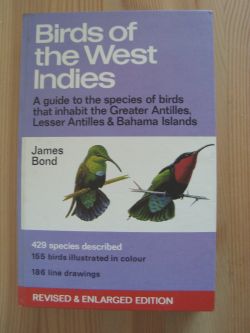 Birds of
the West
Indies
A guide to the species of birds
that inhabit the Greater Antilles,
Lesser Antilles & Bahama Islands
James
Bond
429 species described
155 birds illustrated in colour
186 line drawings
REVISED & ENLARGED EDITION